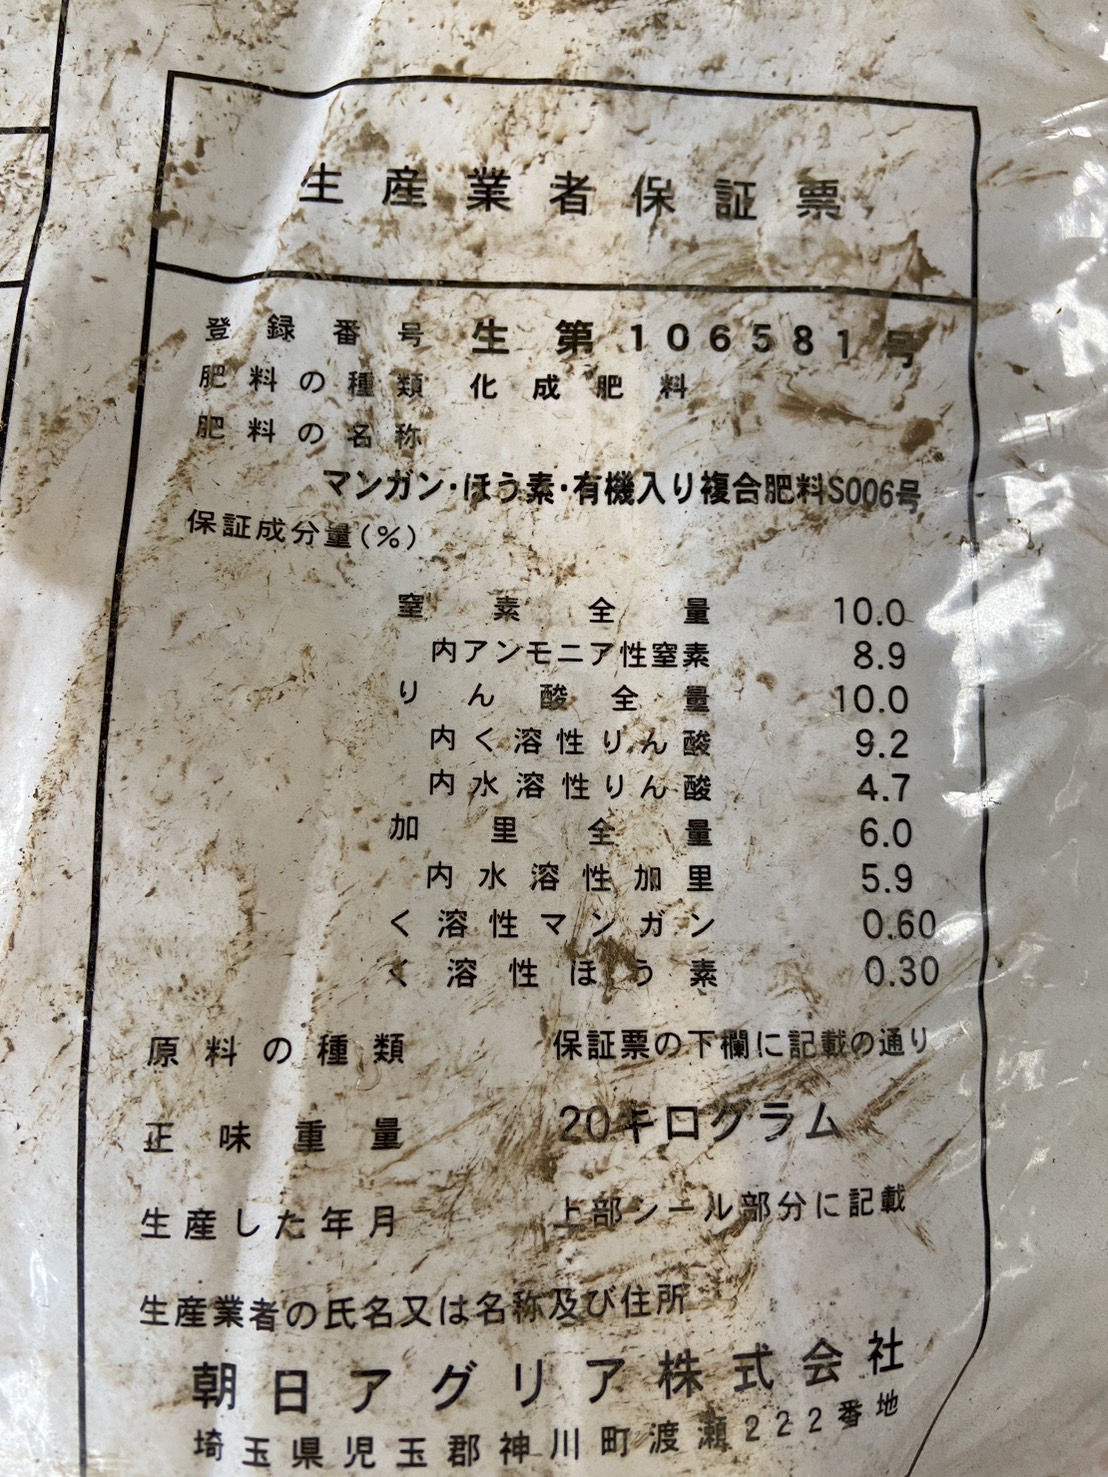 生産業者保証票
登録番号 生第106581号
肥料の種類 化成肥料
肥料の名称
マンガン・ほう素・有機入り複合肥料S006号
保証成分量(%)
窒素全量 10.0
内アンモニア性窒素 8.9
りん酸全量 10.0
内く溶性りん酸 9.2
内水溶性りん酸 4.7
加里全量 6.0
内水溶性加里 5.9
く溶性マンガン 0.60
く溶性ほう素 0.30
原料の種類 保証票の下欄に記載の通り
正味重量 20キログラム
生産した年月 上部シール部分に記載
生産業者の氏名又は名称及び住所
朝日アグリア株式会社
埼玉県児玉郡神川町渡瀬222番地